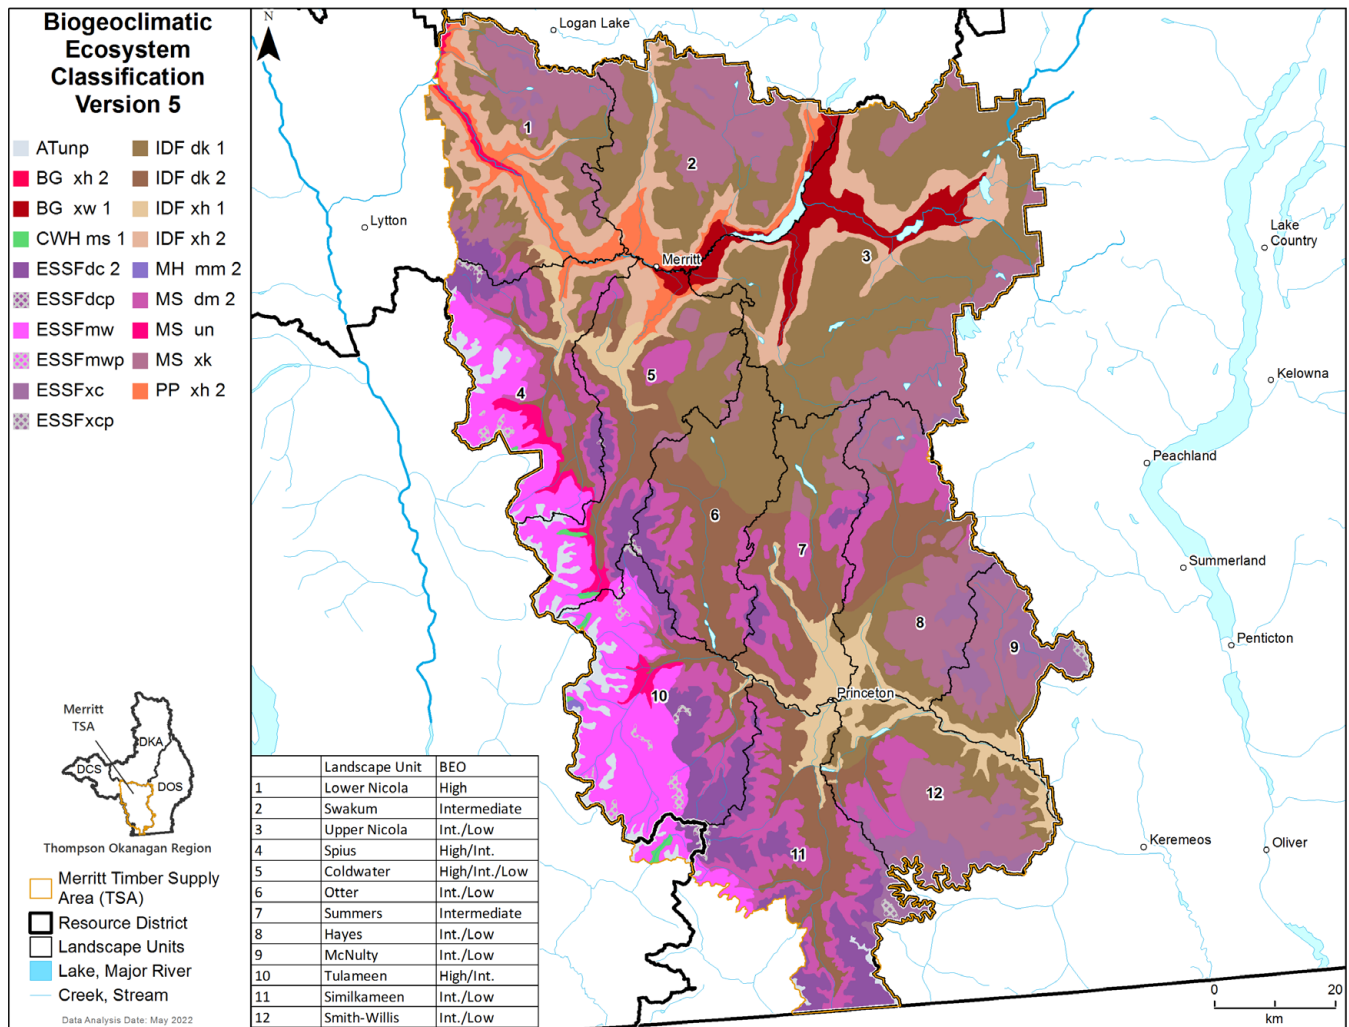 Biogeoclimatic
Ecosystem
Classification
Version 5
ATunp
BG xh 2
BG xw 1
CWH ms 1
ESSFdc 2
ESSFdcp
ESSFmw
ESSFmwp
ESSFxc
ESSFxcp
IDF dk 1
IDF dk 2
IDF xh 1
IDF xh 2
MH mm 2
MS dm 2
MS un
MS xk
PP xh 2
Merritt
TSA
DKA
DCS
DOS
Thompson Okanagan Region
Merritt Timber Supply
Area (TSA)
Resource District
Landscape Units
Lake, Major River
Creek, Stream
Data Analysis Date: May 2022
N
Logan Lake
1
2
Lytton
Lake
Country
Merritt
3
Kelowna
5
4
Peachland
6
7
Summerland
8
9
Penticton
10
Princeton
12
Keremeos
Oliver
11
Landscape Unit BEO
1 Lower Nicola High
2 Swakum Intermediate
3 Upper Nicola Int./Low
4 Spius High/Int.
5 Coldwater High/Int./Low
6 Otter Int./Low
7 Summers Intermediate
8 Hayes Int./Low
9 McNulty Int./Low
10 Tulameen High/Int.
11 Similkameen Int./Low
12 Smith-Willis Int./Low
0 20
km